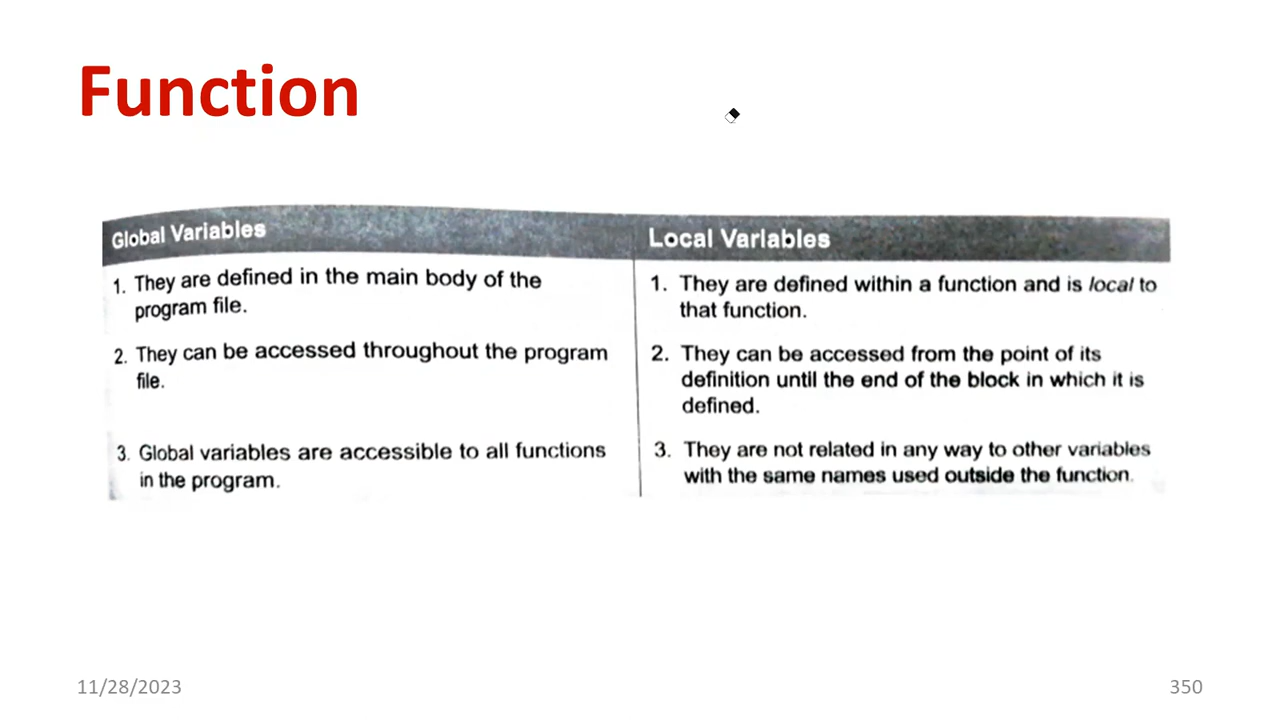 Function
Global Variables
Local Variables
1. They are defined in the main body of the
program file.
1. They are defined within a function and is local to
that function.
2. They can be accessed throughout the program
file.
2. They can be accessed from the point of its
definition until the end of the block in which it is
defined.
3. Global variables are accessible to all functions
in the program.
3. They are not related in any way to other variables
with the same names used outside the function.
11/28/2023
350